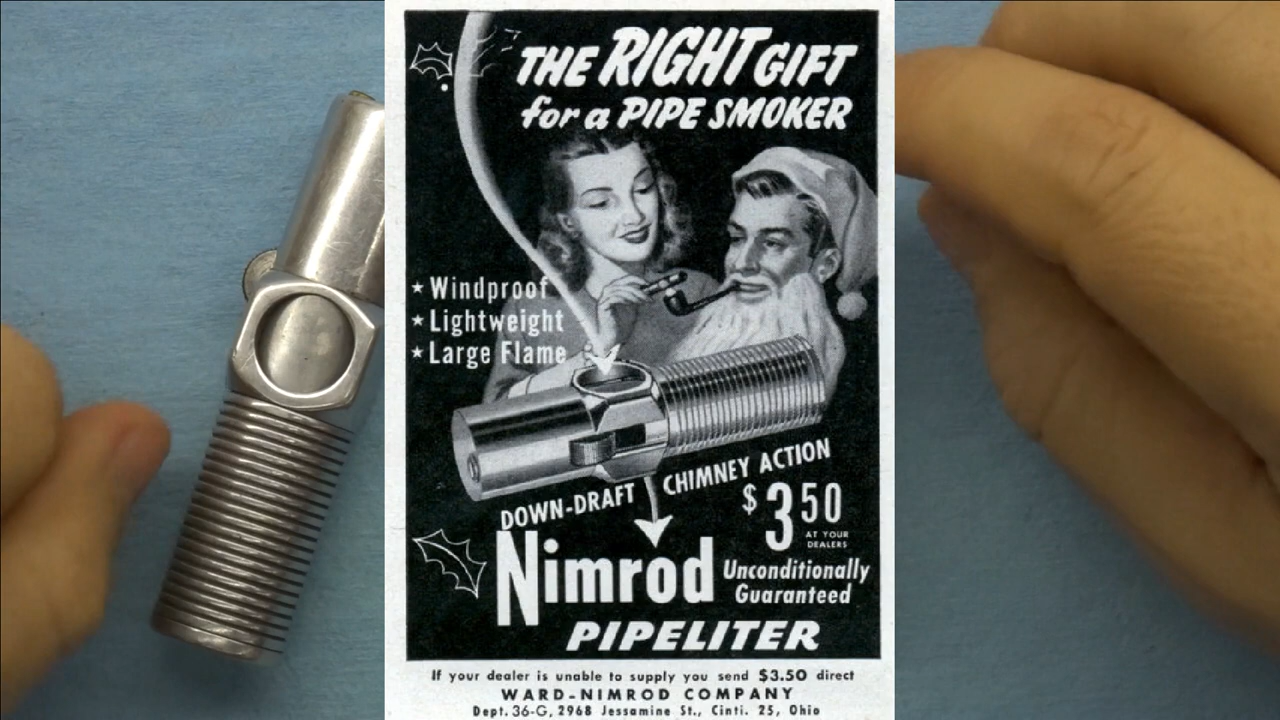 THE RIGHT GIFT
for a PIPE SMOKER
★ Windproof
★ Lightweight
★ Large Flame
DOWN-DRAFT CHIMNEY ACTION
$3.50
AT YOUR
DEALERS
Nimrod
Unconditionally
Guaranteed
PIPELITER
If your dealer is unable to supply you send $3.50 direct
WARD-NIMROD COMPANY
Dept. 36-G, 2968 Jessamine St., Cinti. 25, Ohio